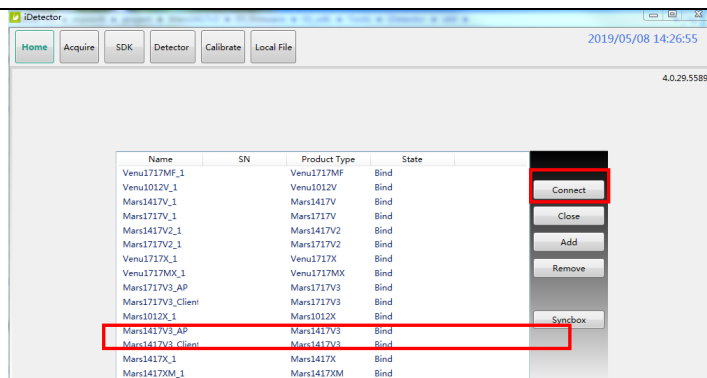 iDetector
Home Acquire SDK Detector Calibrate Local File
2019/05/08 14:26:55
4.0.29.5589
Name SN Product Type State
Venu1717MF_1 Venu1717MF Bind
Venu1012V_1 Venu1012V Bind
Connect
Mars1417V_1 Mars1417V Bind
Mars1717V_1 Mars1717V Bind
Close
Mars1417V2_1 Mars1417V2 Bind
Mars1717V2_1 Mars1717V2 Bind
Add
Venu1717X_1 Venu1717X Bind
Venu1717MX_1 Venu1717MX Bind
Remove
Mars1717V3_AP Mars1717V3 Bind
Mars1717V3_Client Mars1717V3 Bind
Mars1012X_1 Mars1012X Bind
Syncbox
Mars1417V3_AP Mars1417V3 Bind
Mars1417V3_Client Mars1417V3 Bind
Mars1417X_1 Mars1417X Bind
Mars1417XM_1 Mars1417XM Bind